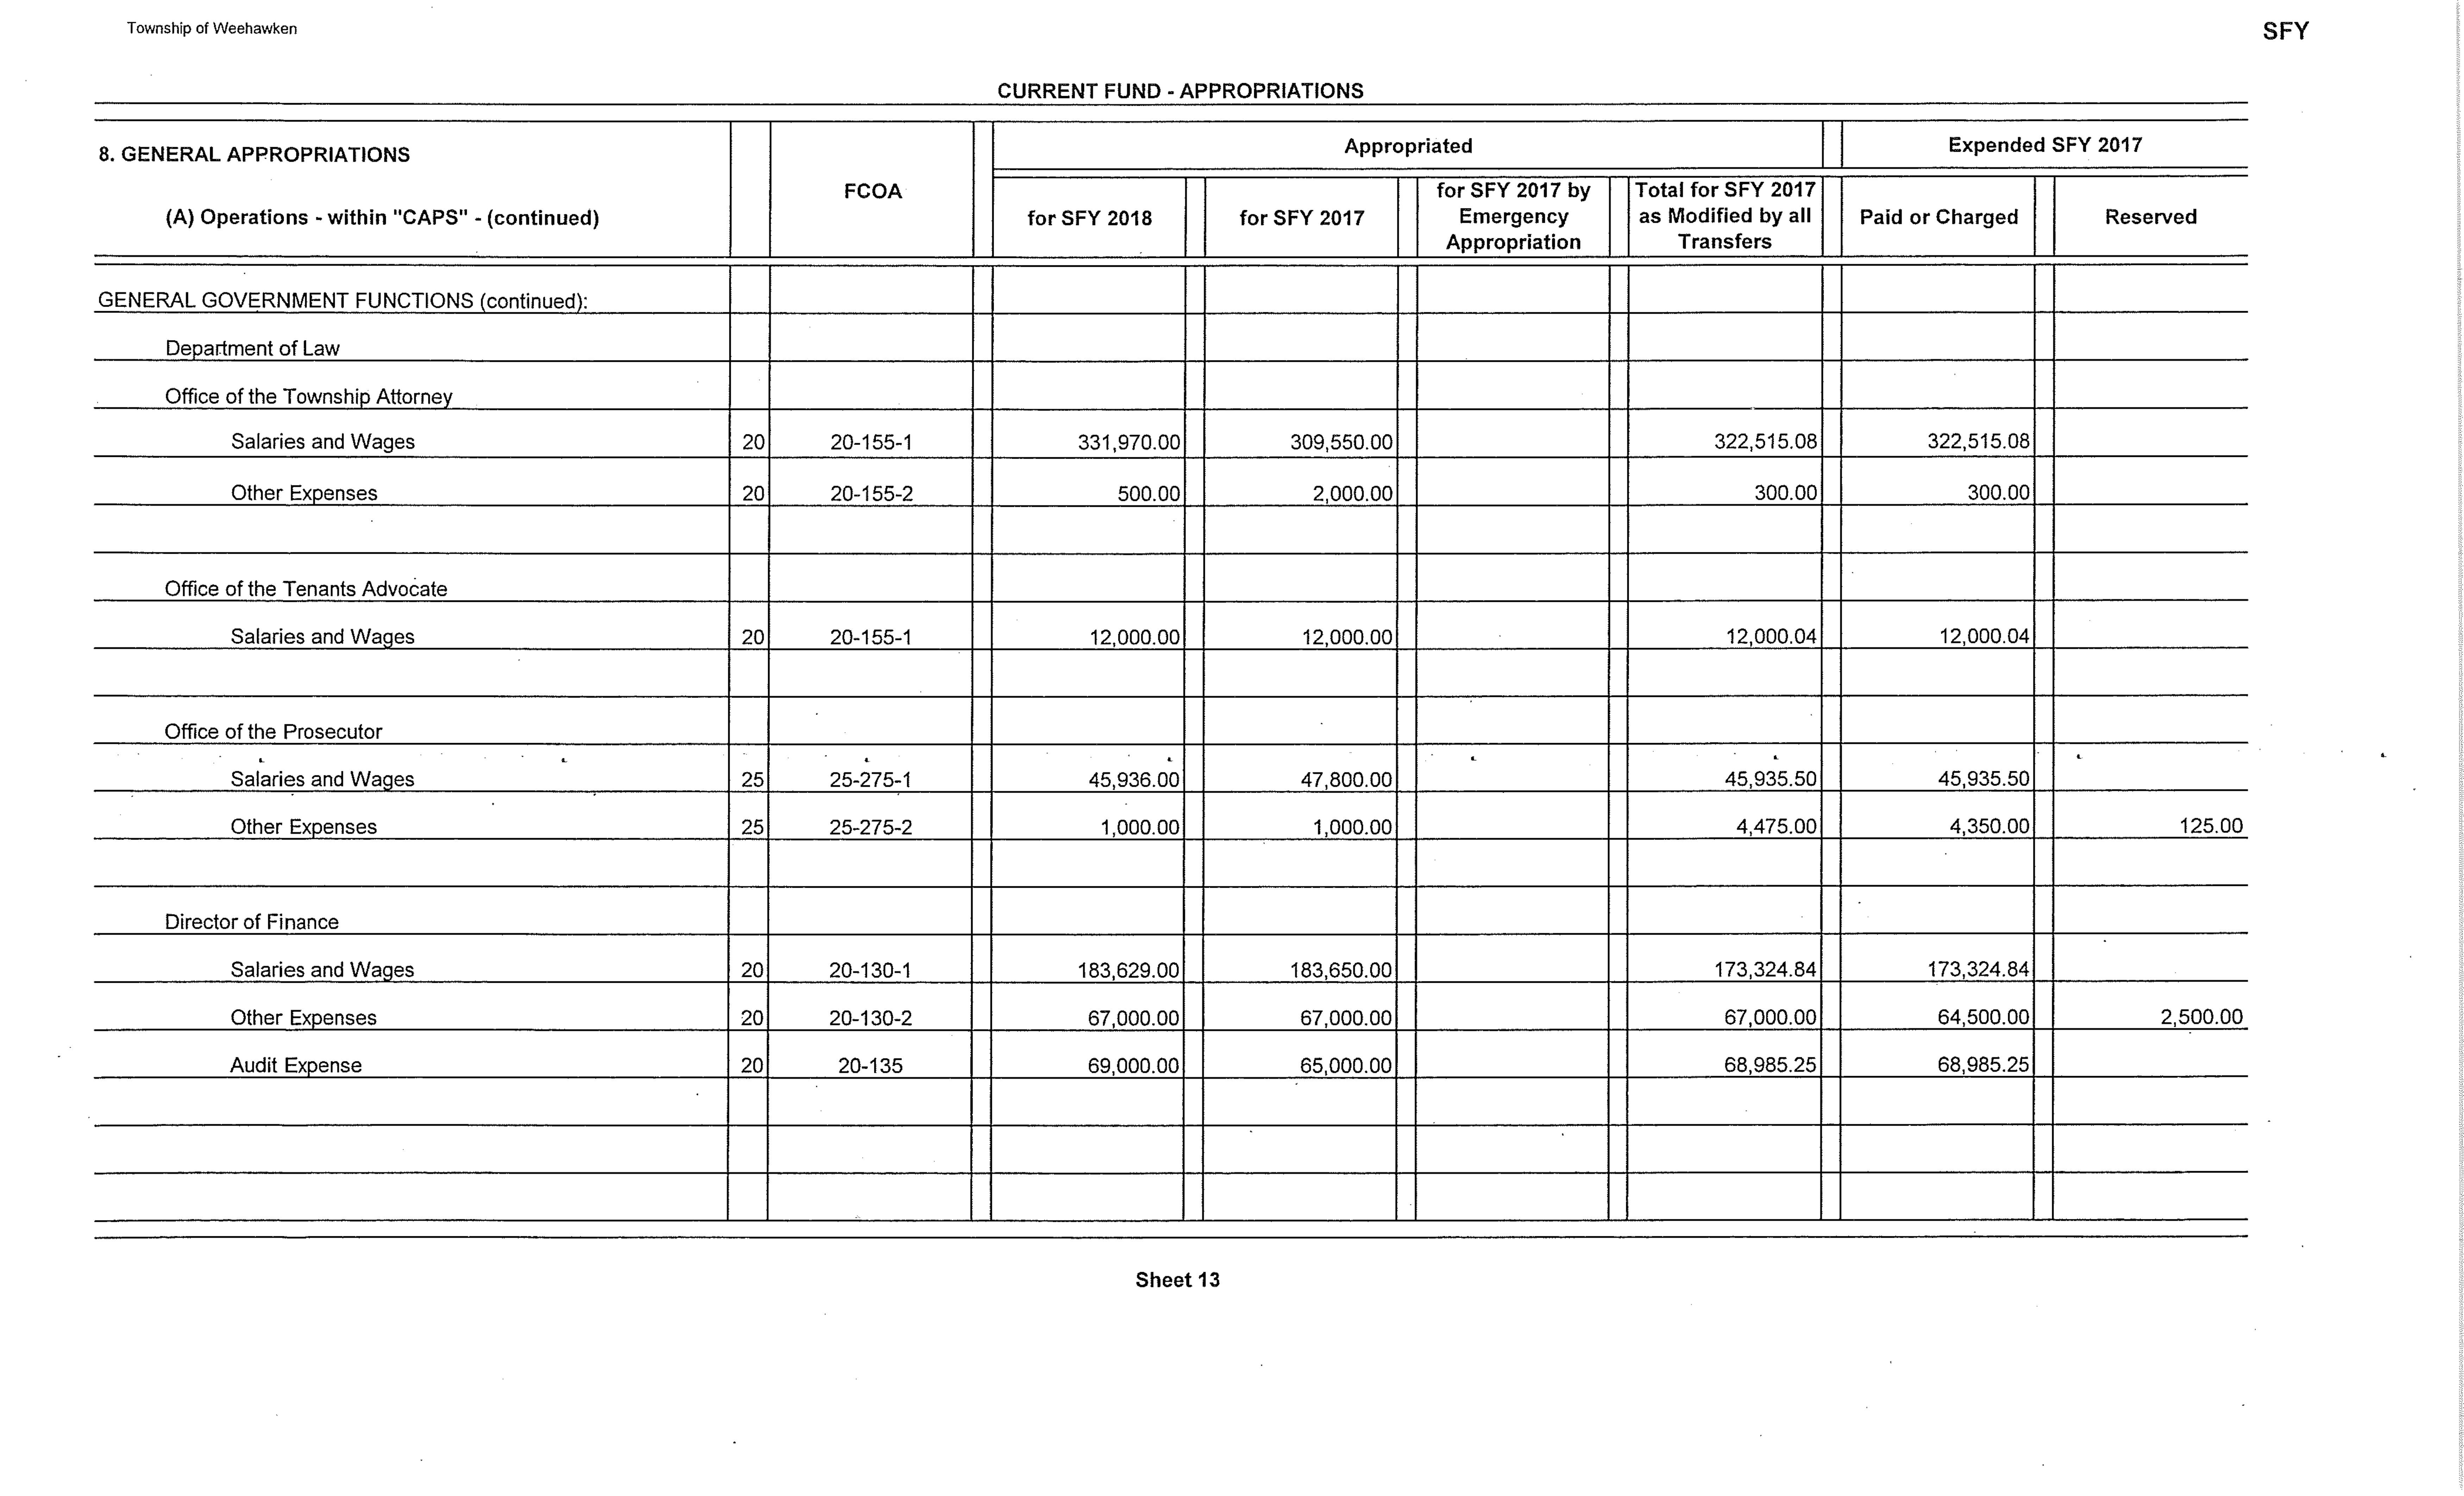 Township of Weehawken
SFY
CURRENT FUND - APPROPRIATIONS
8. GENERAL APPROPRIATIONS
(A) Operations - within "CAPS" - (continued)
FCOA
Appropriated
Expended SFY 2017
for SFY 2018
for SFY 2017
for SFY 2017 by
Emergency
Appropriation
Total for SFY 2017
as Modified by all
Transfers
Paid or Charged
Reserved
GENERAL GOVERNMENT FUNCTIONS (continued):
Department of Law
Office of the Township Attorney
Salaries and Wages 20 20-155-1 331,970.00 309,550.00 322,515.08 322,515.08
Other Expenses 20 20-155-2 500.00 2,000.00 300.00 300.00
Office of the Tenants Advocate
Salaries and Wages 20 20-155-1 12,000.00 12,000.00 12,000.04 12,000.04
Office of the Prosecutor
Salaries and Wages 25 25-275-1 45,936.00 47,800.00 45,935.50 45,935.50
Other Expenses 25 25-275-2 1,000.00 1,000.00 4,475.00 4,350.00 125.00
Director of Finance
Salaries and Wages 20 20-130-1 183,629.00 183,650.00 173,324.84 173,324.84
Other Expenses 20 20-130-2 67,000.00 67,000.00 67,000.00 64,500.00 2,500.00
Audit Expense 20 20-135 69,000.00 65,000.00 68,985.25 68,985.25
Sheet 13